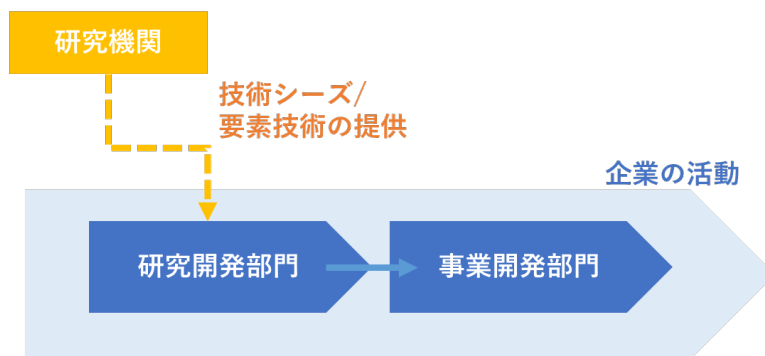 研究機関
技術シーズ/
要素技術の提供
企業の活動
研究開発部門
事業開発部門